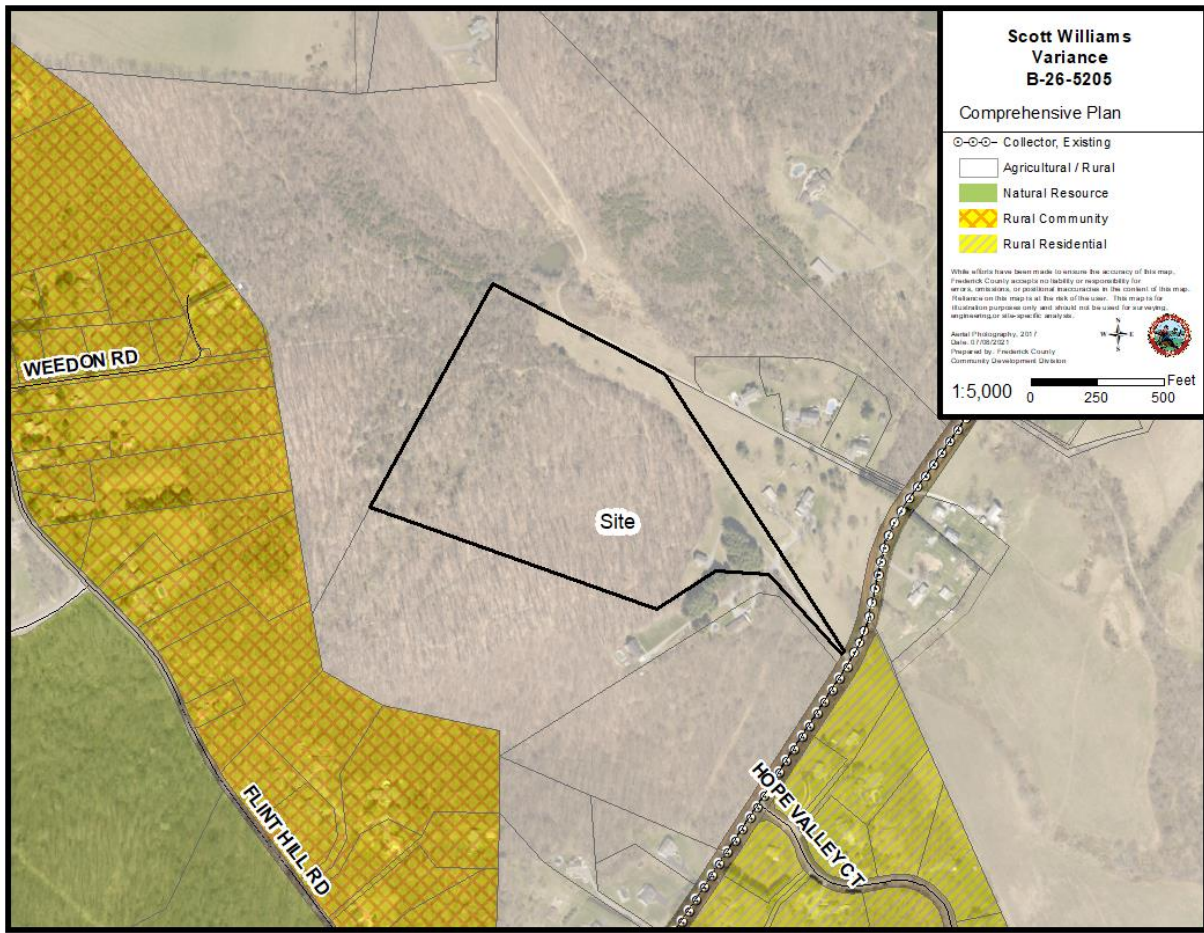 Scott Williams
Variance
B-26-5205
Comprehensive Plan
Collector, Existing
Agricultural / Rural
Natural Resource
Rural Community
Rural Residential
While efforts have been made to ensure the accuracy of this map,
Frederick County accepts no liability or responsibility for
errors, omissions, or positional inaccuracies in the content of this map.
Reliance on this map is at the risk of the user. This map is for
illustration purposes only and should not be used for surveying,
engineering, or site-specific analysis.
Aerial Photography, 2017
Date: 07/08/2021
Prepared by: Frederick County
Community Development Division
N
W E
S
1:5,000
Feet
0 250 500
WEEDON RD
Site
HOPE VALLEY CT
FLINT HILL RD